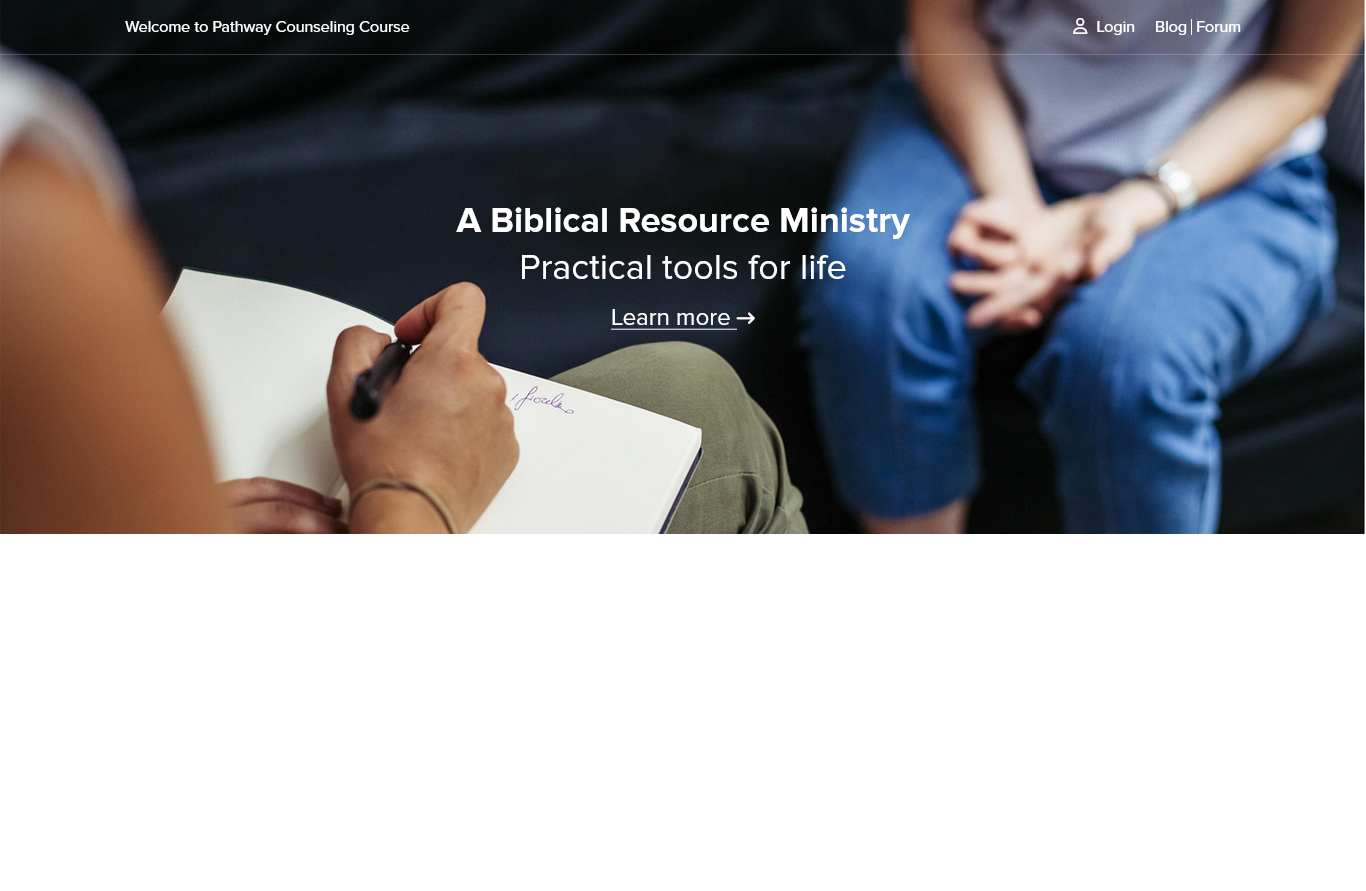 Welcome to Pathway Counseling Course
Login Blog | Forum
A Biblical Resource Ministry
Practical tools for life
Learn more →